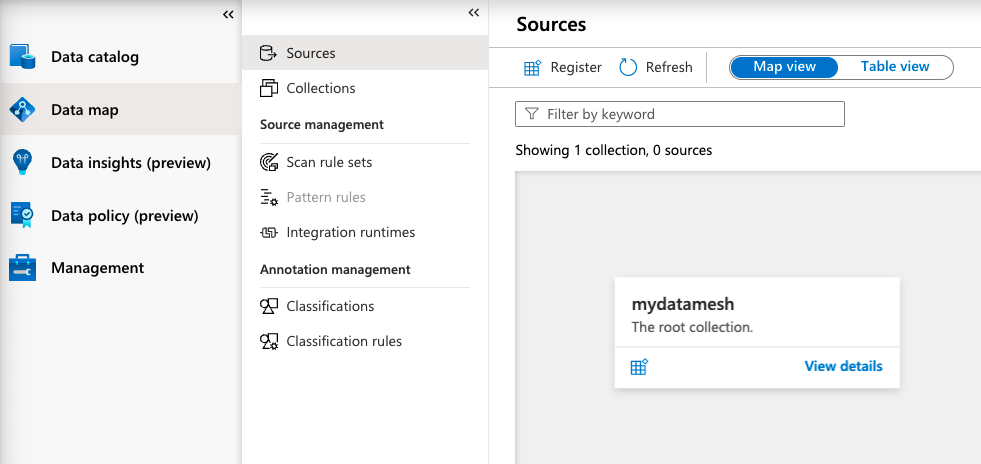 Data catalog
Data map
Data insights (preview)
Data policy (preview)
Management
Sources
Collections
Source management
Scan rule sets
Pattern rules
Integration runtimes
Annotation management
Classifications
Classification rules
Sources
Register Refresh Map view Table view
Filter by keyword
Showing 1 collection, 0 sources
mydatamesh
The root collection.
View details